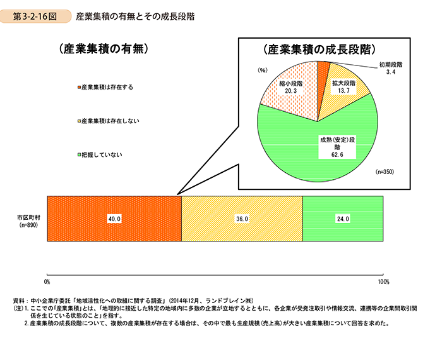 第3-2-16図 産業集積の有無とその成長段階
(産業集積の有無)
産業集積は存在する
産業集積は存在しない
把握していない
(産業集積の成長段階)
(%)
初期段階
3.4
拡大段階
13.7
縮小段階
20.3
成熟(安定)段
階
62.6
(n=350)
市区町村
(n=890)
40.0 36.0 24.0
0% 100%
資料:中小企業庁委託「地域活性化への取組に関する調査」(2014年12月、ランドブレイン㈱)
(注)1. ここでの「産業集積」とは、「地理的に接近した特定の地域内に多数の企業が立地するとともに、各企業が受発注取引や情報交流、連携等の企業間取引関
係を生じている状態のこと」を指す。
2. 産業集積の成長段階について、複数の産業集積が存在する場合は、その中で最も生産規模(売上高)が大きい産業集積について回答を求めた。